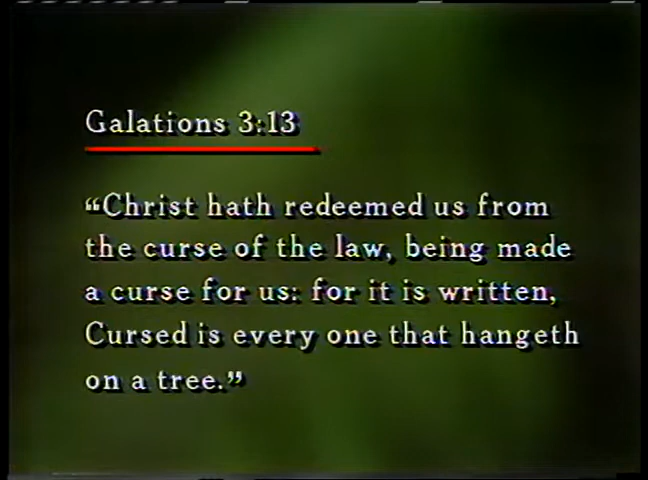 Galations 3:13
“Christ hath redeemed us from
the curse of the law, being made
a curse for us: for it is written,
Cursed is every one that hangeth
on a tree.”